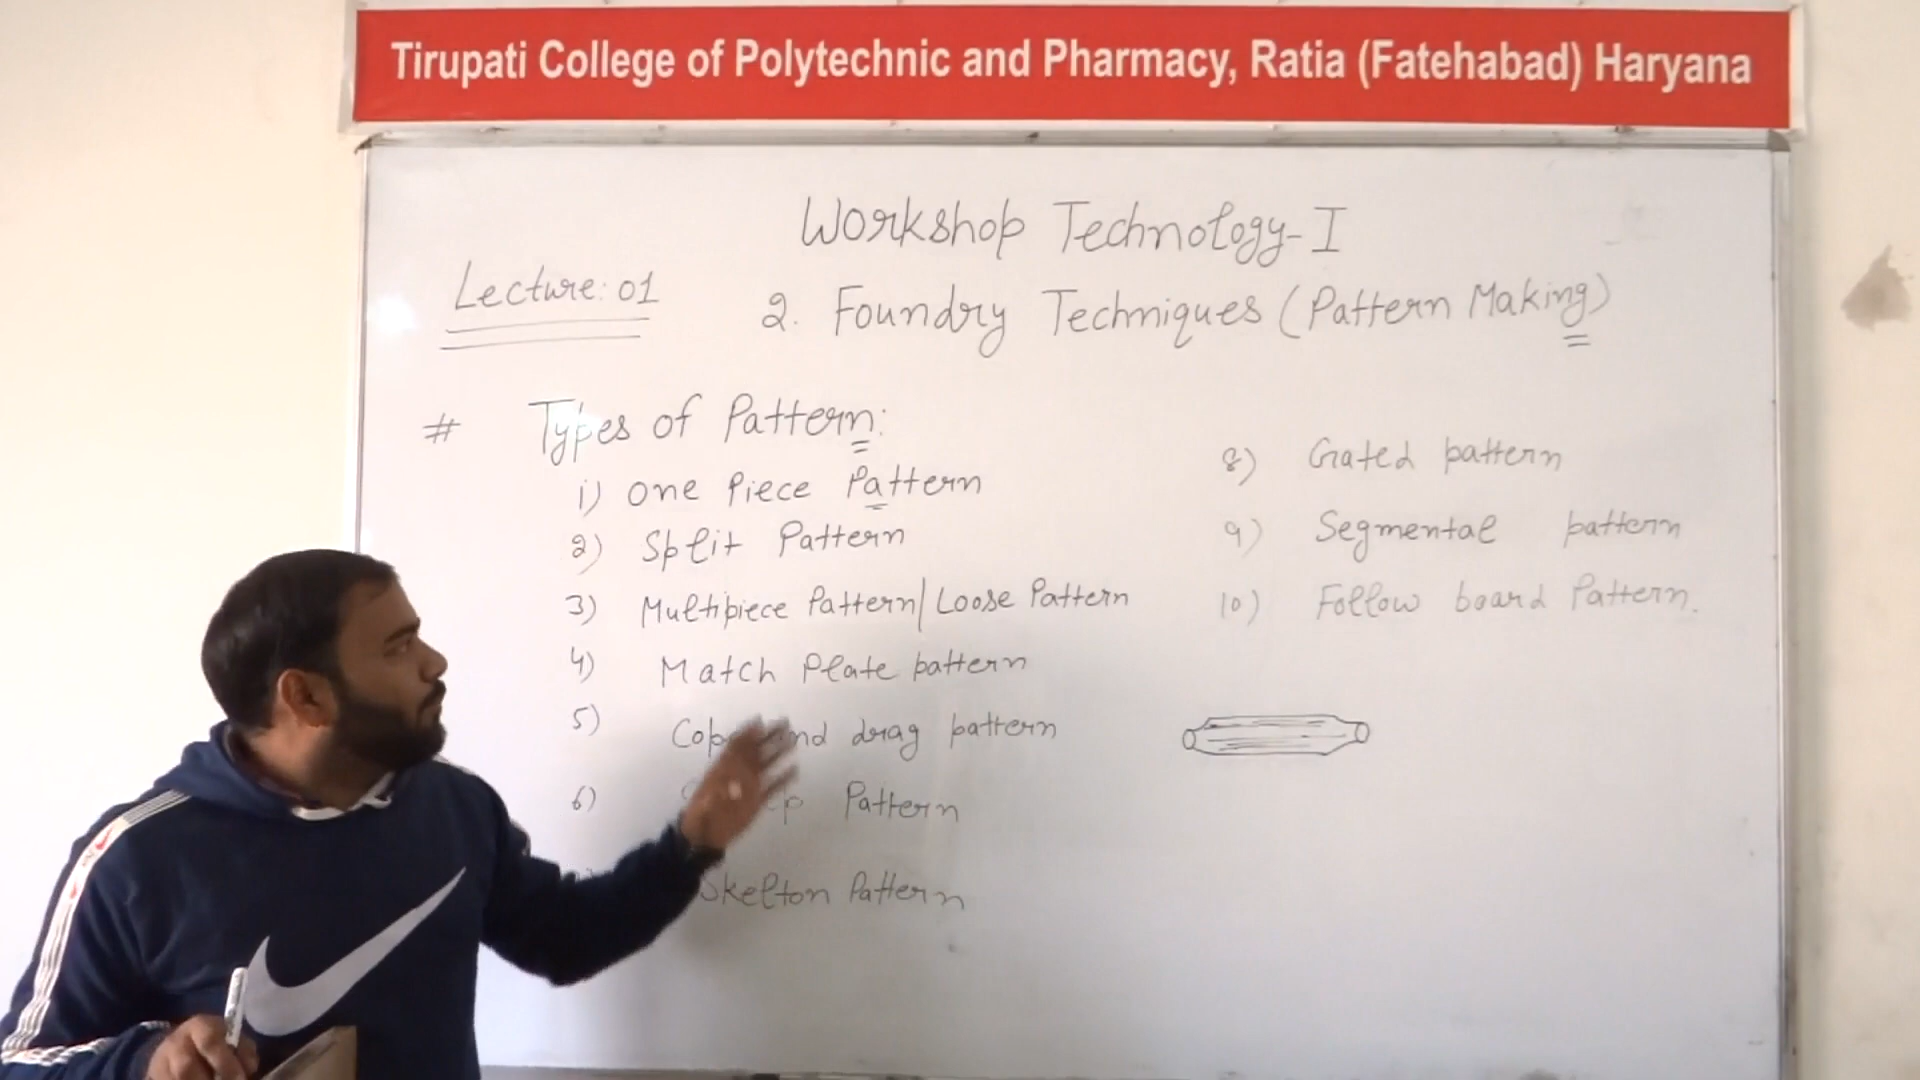 Tirupati College of Polytechnic and Pharmacy, Ratia (Fatehabad) Haryana
Workshop Technology-I
Lecture: 01
2. Foundry Techniques (Pattern Making)
# Types of Pattern:
1) One Piece Pattern
2) Split Pattern
3) Multipiece Pattern/Loose Pattern
4) Match Plate pattern
5) and drag pattern
6) Pattern
Skelton Pattern
8) Gated pattern
9) Segmental pattern
10) Follow board Pattern.